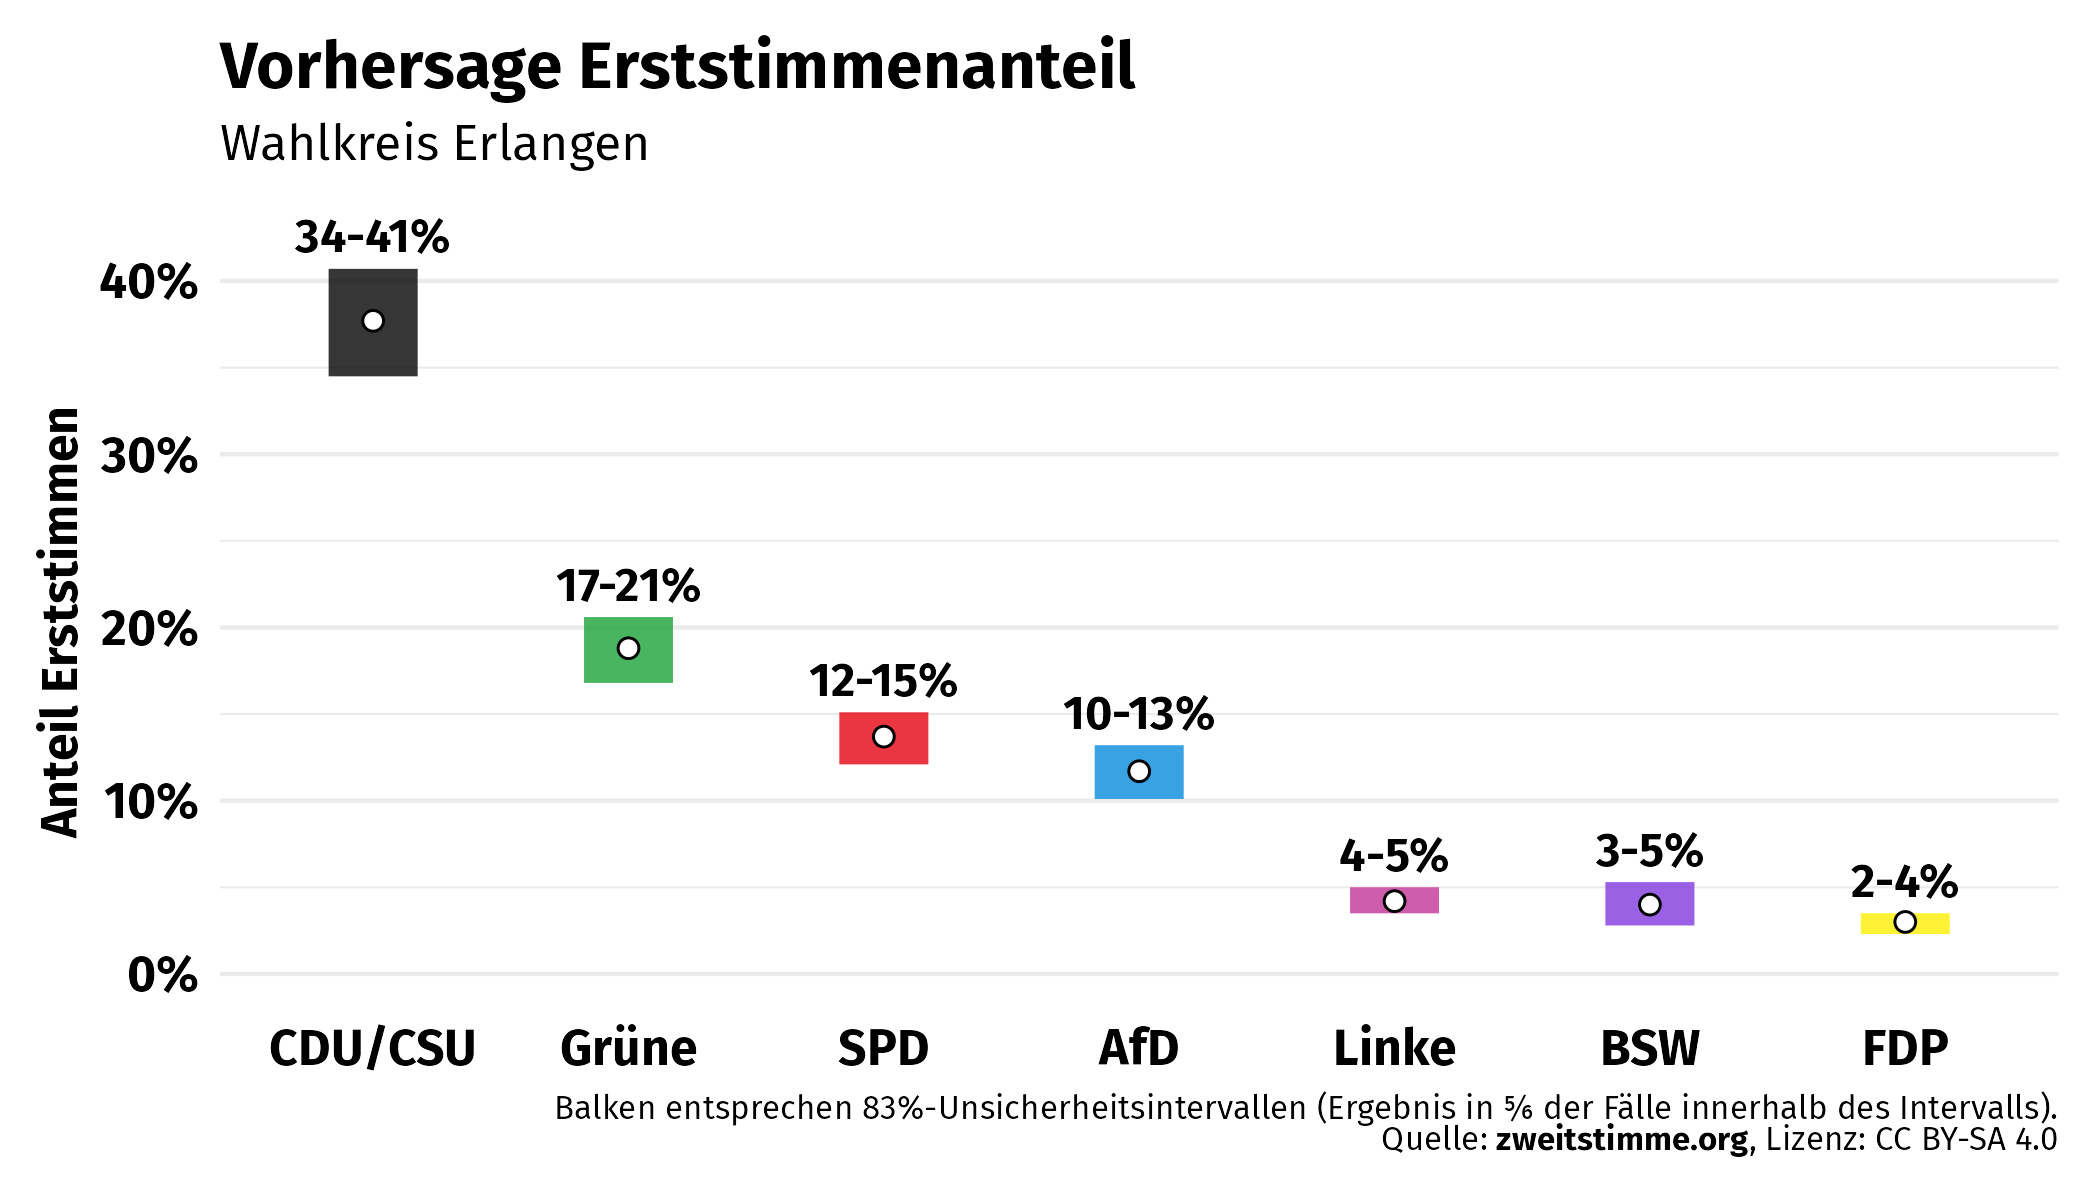 Vorhersage Erststimmenanteil
Wahlkreis Erlangen
Anteil Erststimmen
40%
30%
20%
10%
0%
34-41%
17-21%
12-15%
10-13%
4-5%
3-5%
2-4%
CDU/CSU Grüne SPD AfD Linke BSW FDP
Balken entsprechen 83%-Unsicherheitsintervallen (Ergebnis in ⅚ der Fälle innerhalb des Intervalls).
Quelle: zweitstimme.org, Lizenz: CC BY-SA 4.0